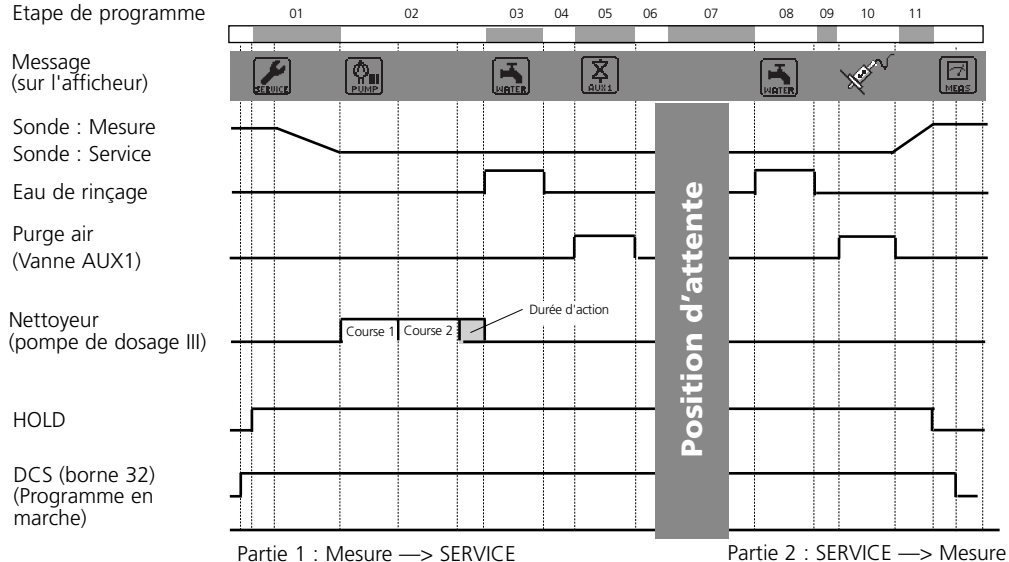 Etape de programme 01 02 03 04 05 06 07 08 09 10 11
Message
(sur l'afficheur)
SERVICE PUMP WATER AUX1 WATER MEAS
Sonde : Mesure
Sonde : Service
Eau de rinçage
Purge air
(Vanne AUX1)
Nettoyeur
(pompe de dosage III)
Course 1 Course 2
Durée d'action
Position d'attente
HOLD
DCS (borne 32)
(Programme en
marche)
Partie 1 : Mesure —> SERVICE
Partie 2 : SERVICE —> Mesure